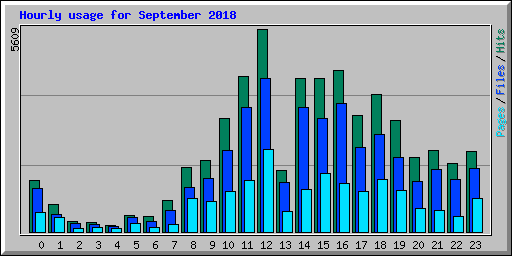 Hourly usage for September 2018
5609
Pages/Files/Hits
0 1 2 3 4 5 6 7 8 9 10 11 12 13 14 15 16 17 18 19 20 21 22 23